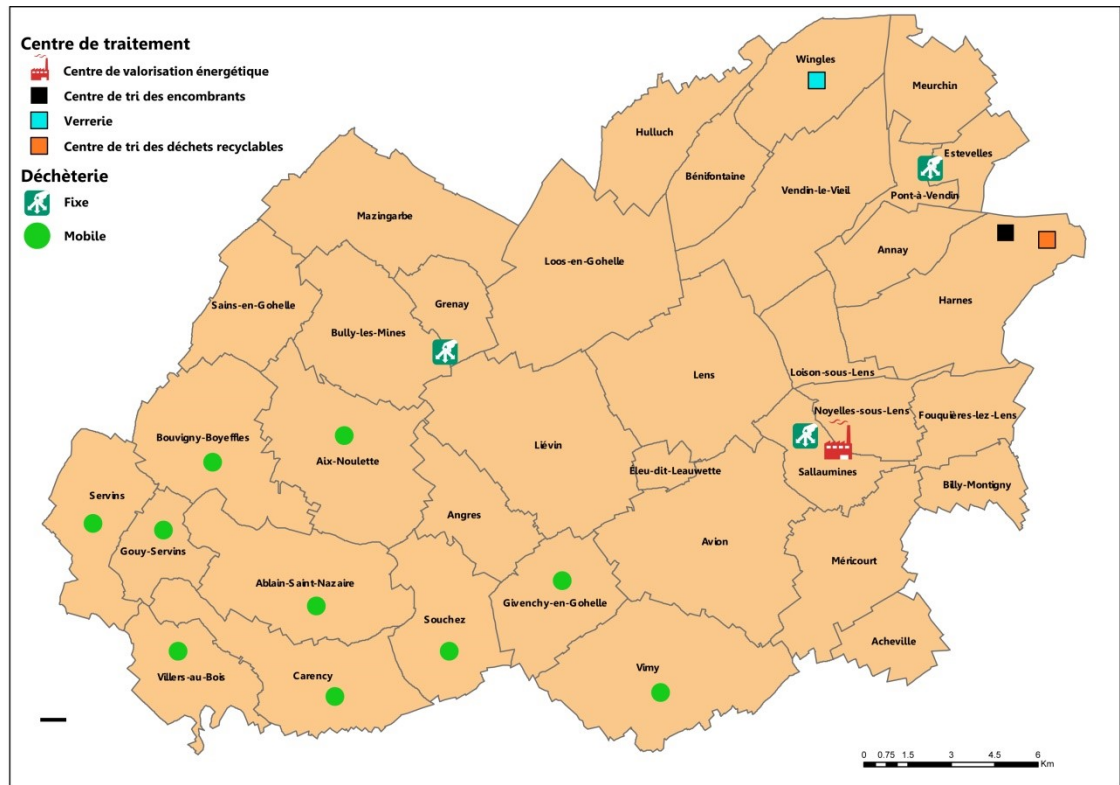 Centre de traitement
Centre de valorisation énergétique
Centre de tri des encombrants
Verrerie
Centre de tri des déchets recyclables
Déchèterie
Fixe
Mobile
Wingles
Meurchin
Hulluch
Estevelles
Bénifontaine
Vendin-le-Vieil
Pont-à-Vendin
Mazingarbe
Annay
Loos-en-Gohelle
Harnes
Sains-en-Gohelle
Grenay
Bully-les-Mines
Lens
Loison-sous-Lens
Noyelles-sous-Lens
Fouquières-lez-Lens
Bouvigny-Boyeffles
Liévin
Aix-Noulette
Éleu-dit-Leauwette
Sallaumines
Billy-Montigny
Servins
Angres
Avion
Gouy-Servins
Méricourt
Ablain-Saint-Nazaire
Givenchy-en-Gohelle
Souchez
Acheville
Vimy
Villers-au-Bois
Carency
0 0.75 1.5 3 4.5 6
Km